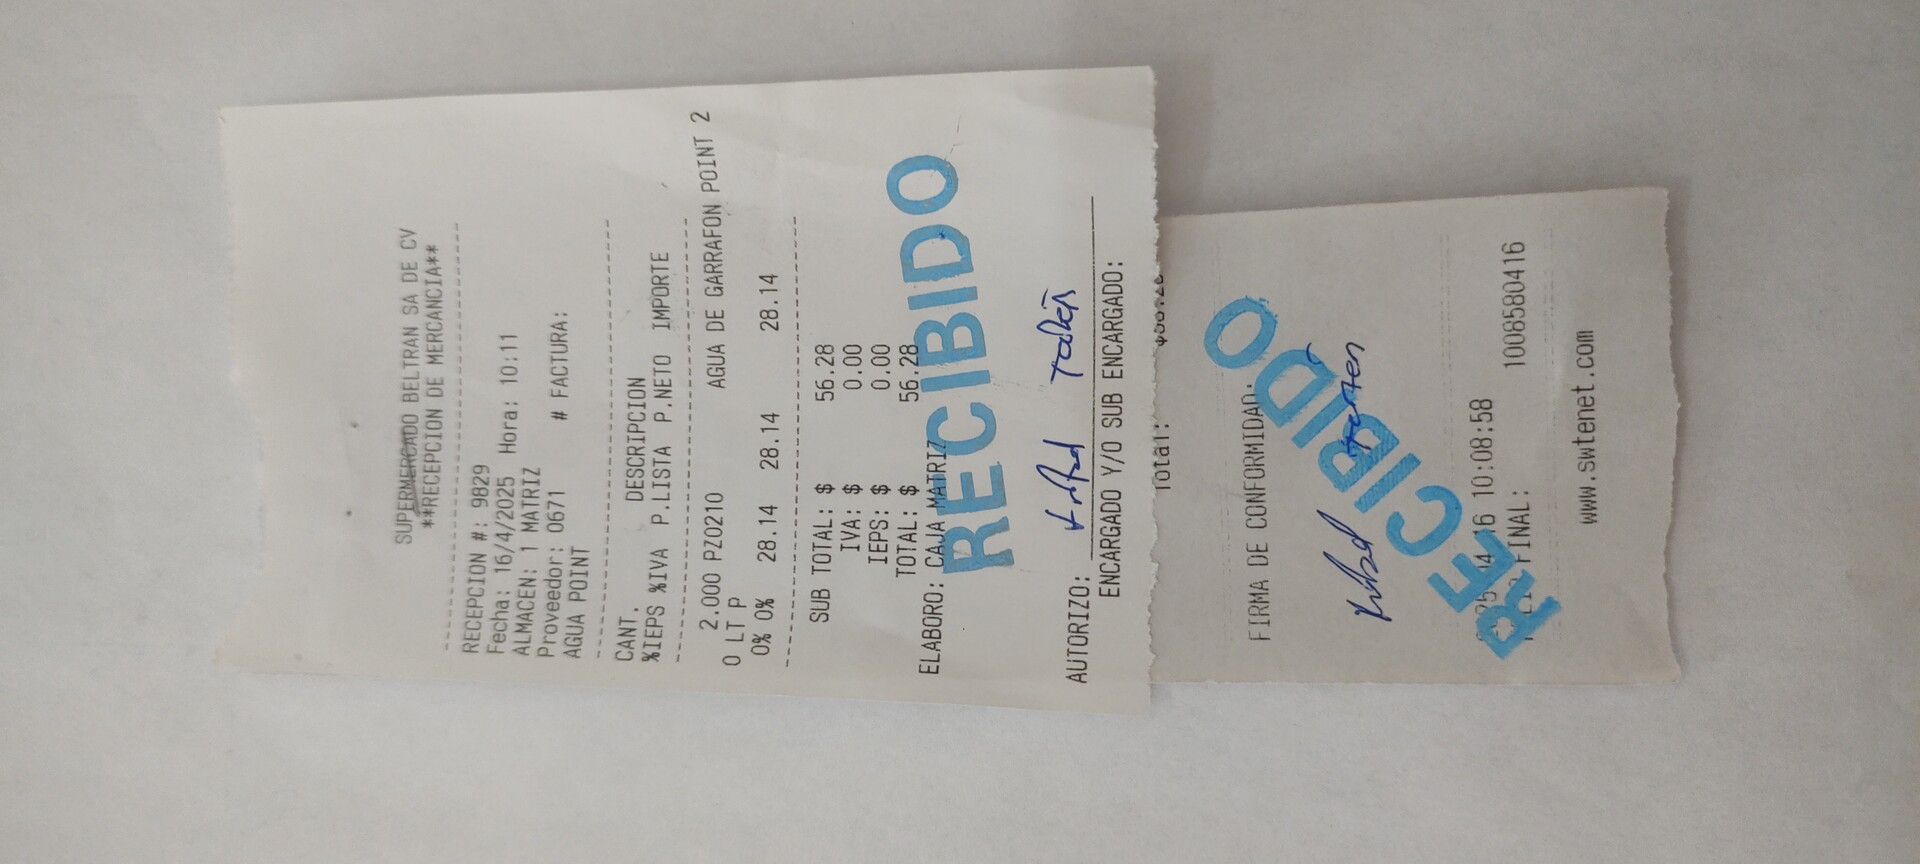 SUPERMERCADO BELTRAN SA DE CV
**RECEPCION DE MERCANCIA**
RECEPCION #: 9829
Fecha: 16/4/2025 Hora: 10:11
ALMACEN: 1 MATRIZ
Proveedor: 0671 # FACTURA:
AGUA POINT
CANT. DESCRIPCION
%IEPS %IVA P.LISTA P.NETO IMPORTE
2.000 PZ0210 AGUA DE GARRAFON POINT 2
0 LT P
0% 0% 28.14 28.14 28.14
SUB TOTAL: $ 56.28
IVA: $ 0.00
IEPS: $ 0.00
TOTAL: $ 56.28
ELABORO: CAJA MATRIZ
RECIBIDO
AUTORIZO:
ENCARGADO Y/O SUB ENCARGADO:
Total:
FIRMA DE CONFORMIDAD.
RECIBIDO
10:08:58
FINAL: 1006580416
www.swtenet.com